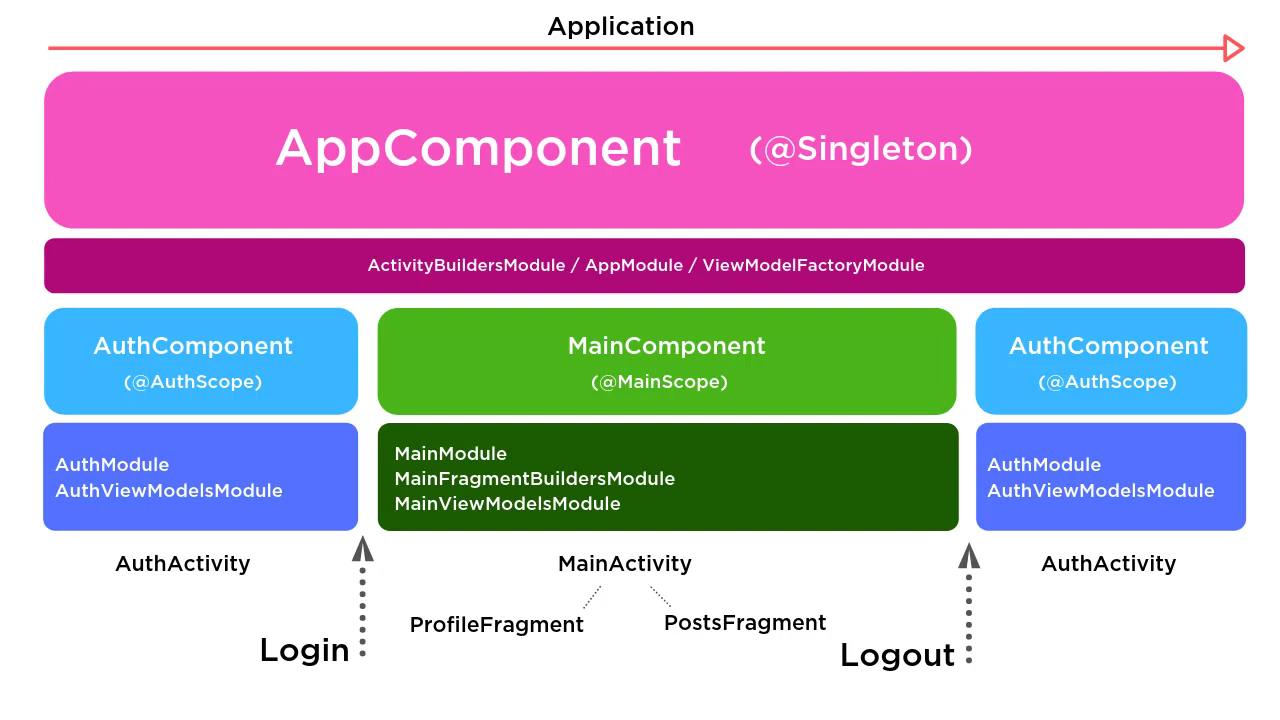 Application
AppComponent (@Singleton)
ActivityBuildersModule / AppModule / ViewModelFactoryModule
AuthComponent
(@AuthScope)
AuthModule
AuthViewModelsModule
AuthActivity
Login
MainComponent
(@MainScope)
MainModule
MainFragmentBuildersModule
MainViewModelsModule
MainActivity
ProfileFragment
PostsFragment
Logout
AuthComponent
(@AuthScope)
AuthModule
AuthViewModelsModule
AuthActivity